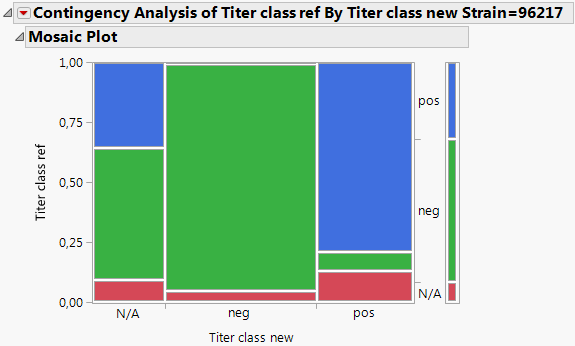 Contingency Analysis of Titer class ref By Titer class new Strain=96217
Mosaic Plot
1,00
0,75
0,50
0,25
0,00
Titer class ref
pos
neg
N/A
N/A
neg
pos
Titer class new